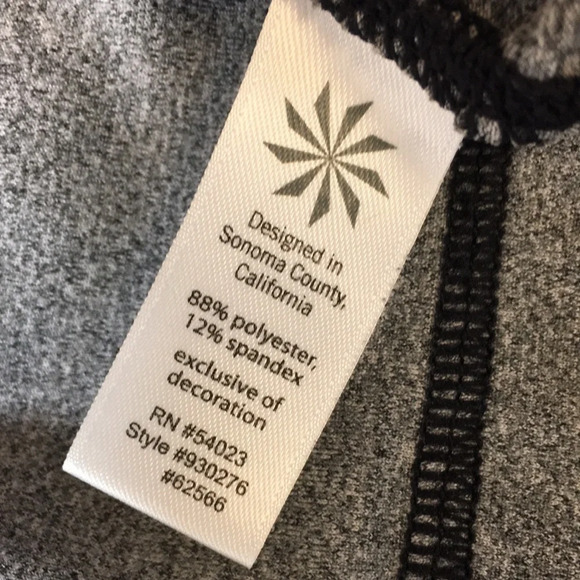 Designed in
Sonoma County,
California
88% polyester,
12% spandex
exclusive of
decoration
RN #54023
Style #930276
#62566